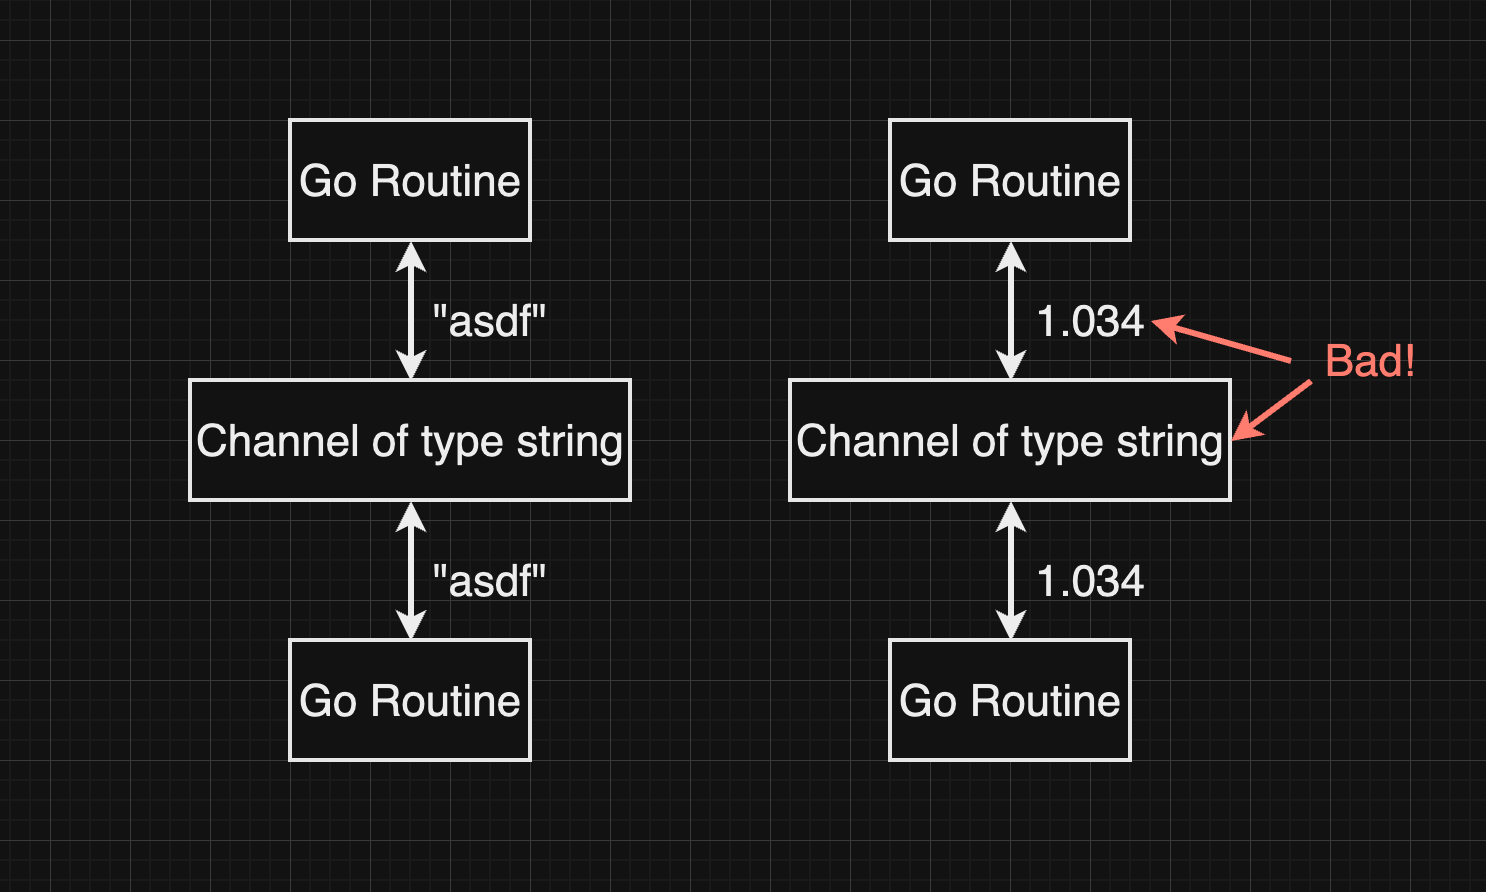 Go Routine
"asdf"
Channel of type string
"asdf"
Go Routine
Go Routine
1.034
Bad!
Channel of type string
1.034
Go Routine